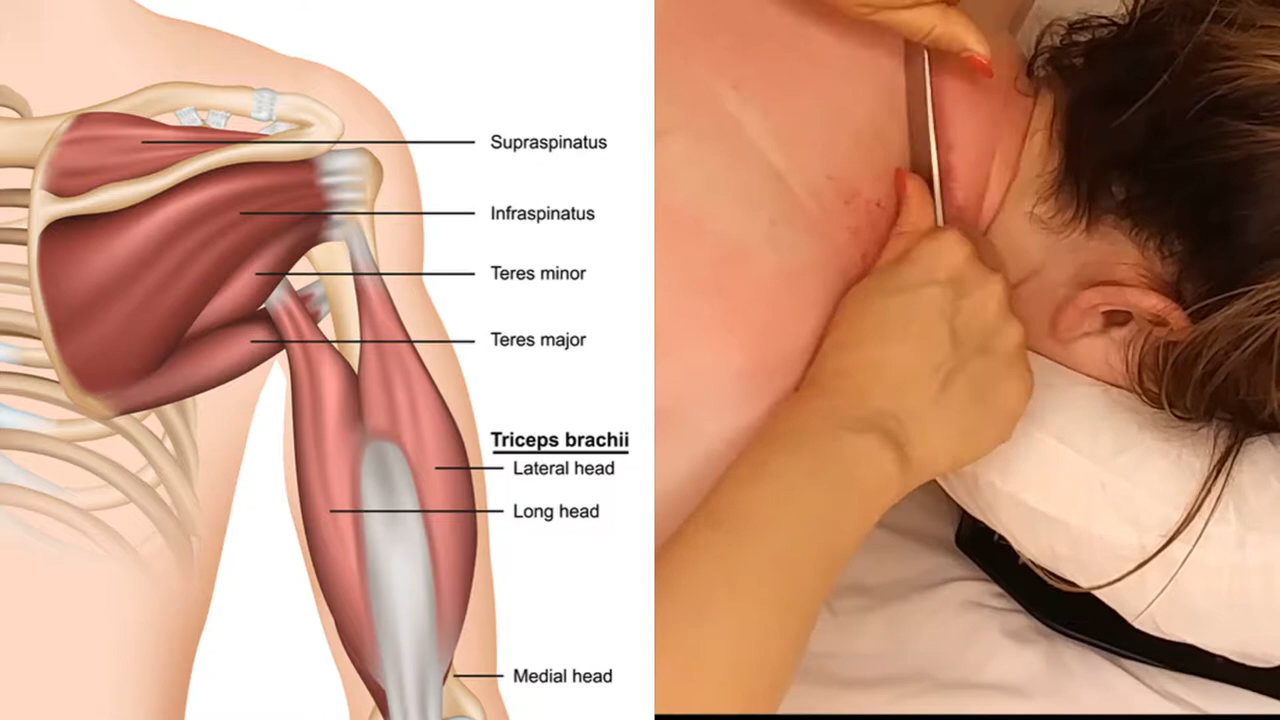 Supraspinatus
Infraspinatus
Teres minor
Teres major
Triceps brachii
Lateral head
Long head
Medial head